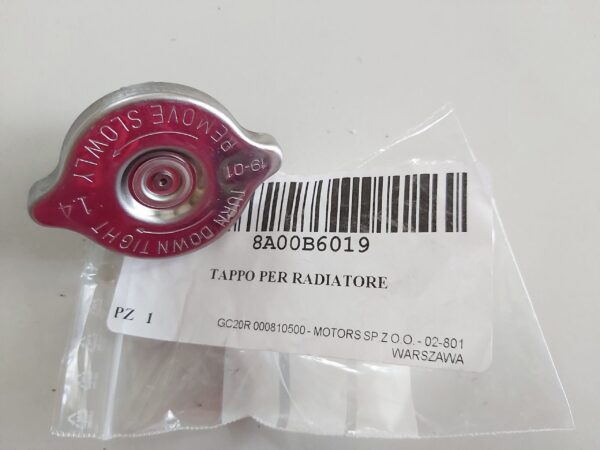 REMOVE SLOWLY
19-01
TURN DOWN TIGHT 1.4
8A00B6019
TAPPO PER RADIATORE
PZ 1
GC20R 000810500 - MOTORS SP Z O O. - 02-801
WARSZAWA